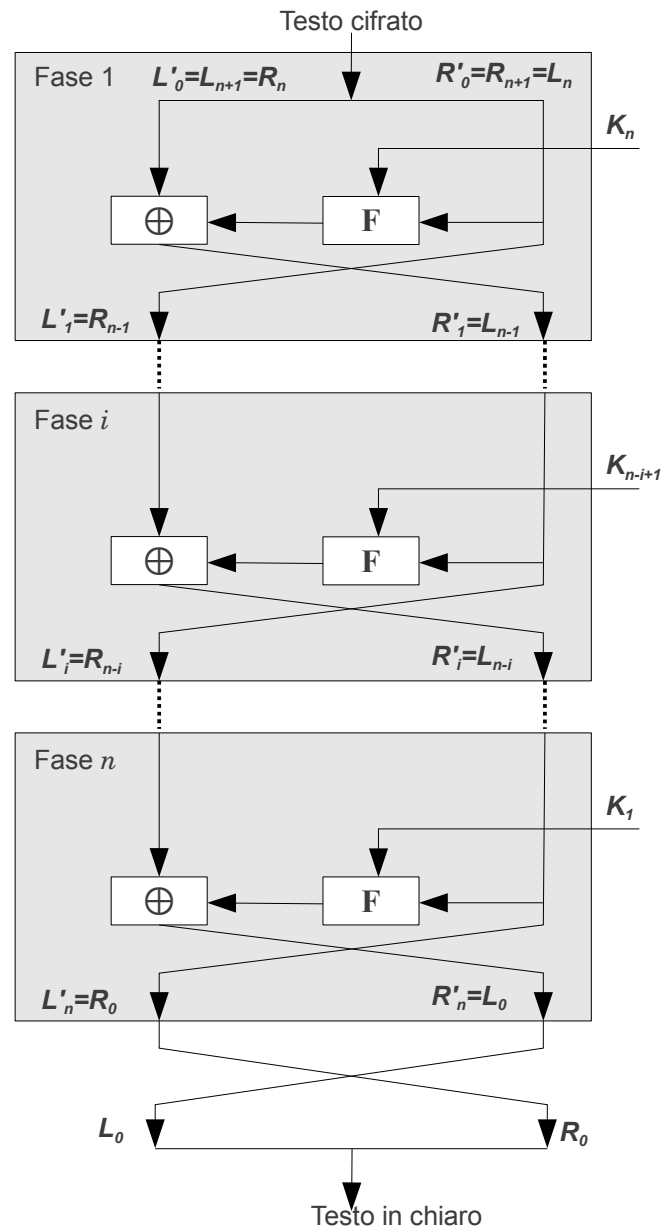 Testo cifrato
Fase 1
L'0=Ln+1=Rn
R'0=Rn+1=Ln
Kn
⊕
F
L'1=Rn-1
R'1=Ln-1
Fase i
Kn-i+1
⊕
F
L'i=Rn-i
R'i=Ln-i
Fase n
K1
⊕
F
L'n=R0
R'n=L0
L0
R0
Testo in chiaro